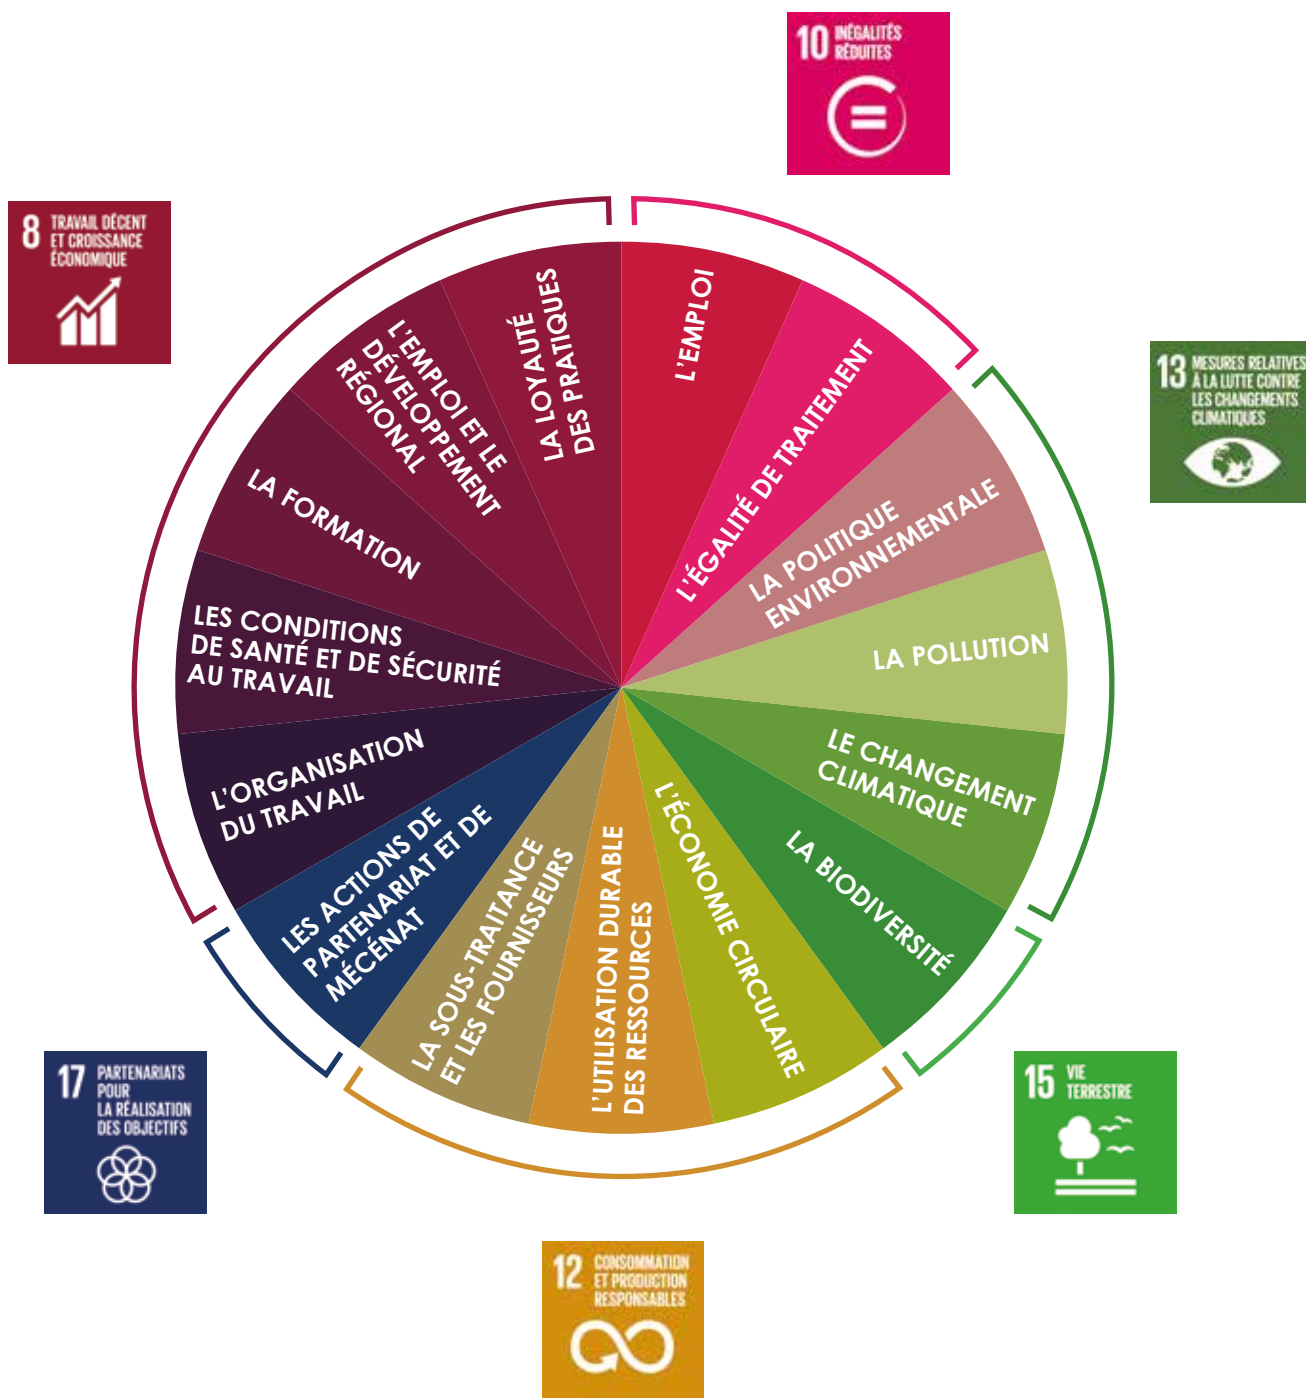 10 INÉGALITÉS
RÉDUITES
8 TRAVAIL DÉCENT
ET CROISSANCE
ÉCONOMIQUE
13 MESURES RELATIVES
À LA LUTTE CONTRE
LES CHANGEMENTS
CLIMATIQUES
L'EMPLOI
L'ÉGALITÉ DE TRAITEMENT
LA POLITIQUE
ENVIRONNEMENTALE
LA POLLUTION
LE CHANGEMENT
CLIMATIQUE
LA BIODIVERSITÉ
L'ÉCONOMIE CIRCULAIRE
L'UTILISATION DURABLE
DES RESSOURCES
LA SOUS-TRAITANCE
ET LES FOURNISSEURS
LES ACTIONS DE
PARTENARIAT ET DE
MÉCÉNAT
L'ORGANISATION
DU TRAVAIL
LES CONDITIONS
DE SANTÉ ET DE SÉCURITÉ
AU TRAVAIL
LA FORMATION
L'EMPLOI ET LE
DÉVELOPPEMENT
RÉGIONAL
LA LOYAUTÉ
DES PRATIQUES
17 PARTENARIATS
POUR
LA RÉALISATION
DES OBJECTIFS
15 VIE
TERRESTRE
12 CONSOMMATION
ET PRODUCTION
RESPONSABLES